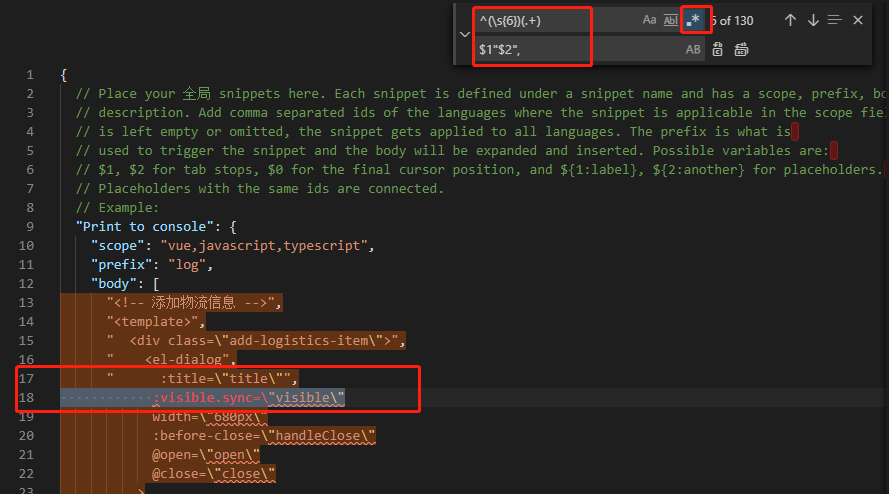 ^(\s{6})(.+)
Aa Abl .* 6 of 130
$1"$2",
AB
1 {
2 // Place your 全局 snippets here. Each snippet is defined under a snippet name and has a scope, prefix, bo
3 // description. Add comma separated ids of the languages where the snippet is applicable in the scope fie
4 // is left empty or omitted, the snippet gets applied to all languages. The prefix is what is
5 // used to trigger the snippet and the body will be expanded and inserted. Possible variables are:
6 // $1, $2 for tab stops, $0 for the final cursor position, and ${1:label}, ${2:another} for placeholders.
7 // Placeholders with the same ids are connected.
8 // Example:
9 "Print to console": {
10 "scope": "vue,javascript,typescript",
11 "prefix": "log",
12 "body": [
13 "<!-- 添加物流信息 -->",
14 "<template>",
15 "  <div class=\"add-logistics-item\">",
16 "    <el-dialog",
17 "      :title=\"title\"",
18 :visible.sync=\"visible\"
19 width=\"680px\"
20 :before-close=\"handleClose\"
21 @open=\"open\"
22 @close=\"close\"
23 >